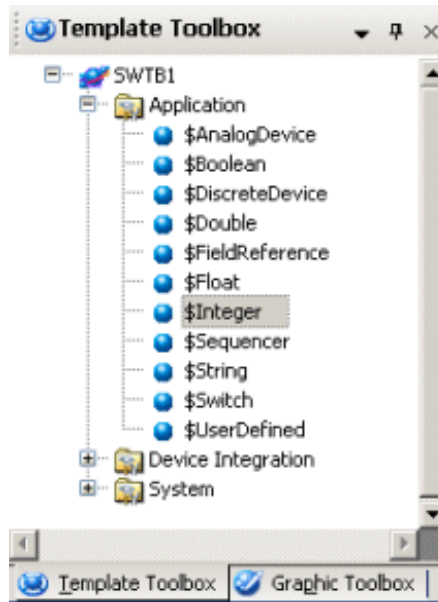 Template Toolbox
SWTB1
Application
$AnalogDevice
$Boolean
$DiscreteDevice
$Double
$FieldReference
$Float
$Integer
$Sequencer
$String
$Switch
$UserDefined
Device Integration
System
Template Toolbox Graphic Toolbox